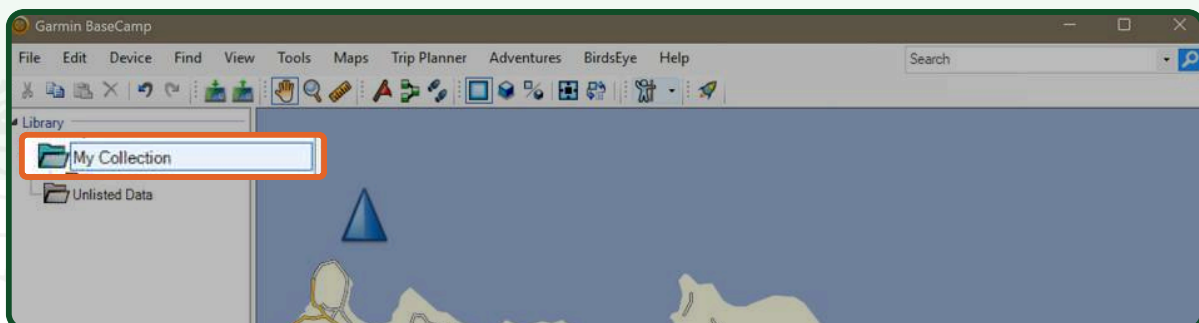 Garmin BaseCamp
File Edit Device Find View Tools Maps Trip Planner Adventures BirdsEye Help Search
Library
My Collection
Unlisted Data